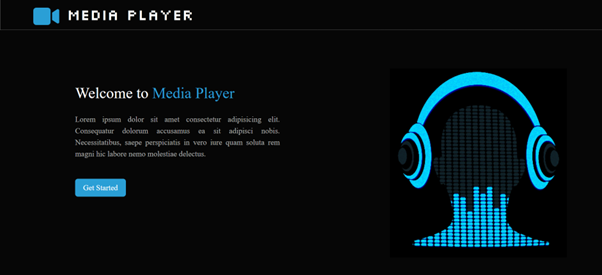 MEDIA PLAYER
Welcome to Media Player
Lorem ipsum dolor sit amet consectetur adipisicing elit.
Consequatur dolorum accusamus ea sit adipisci nobis.
Necessitatibus, saepe perspiciatis in vero iure quam soluta rem
magni hic labore nemo molestiae delectus.
Get Started